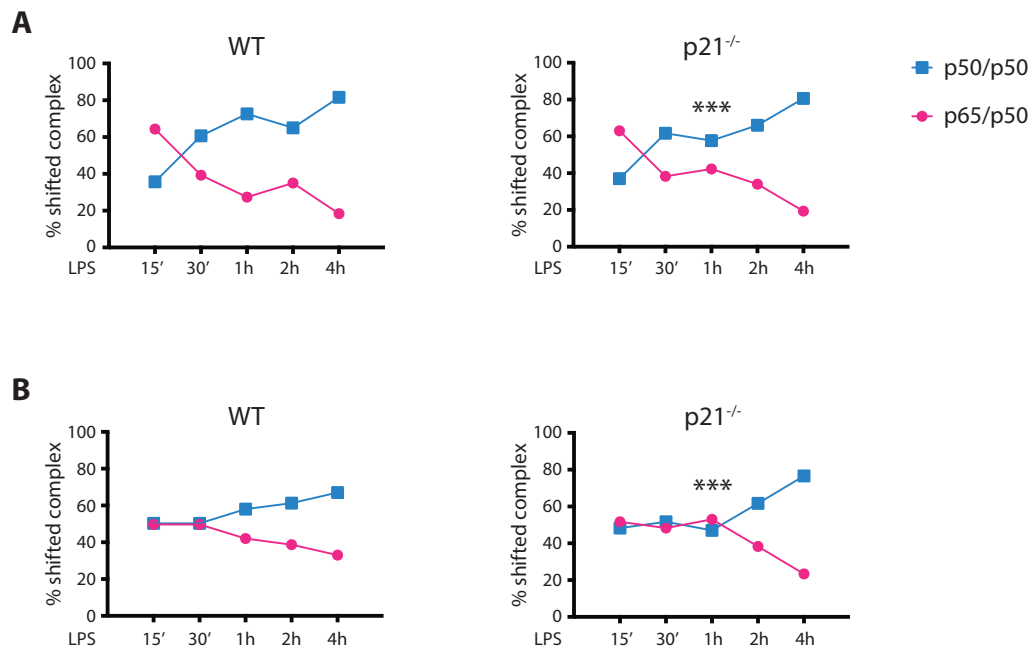 A
WT
p21-/-
p50/p50
p65/p50
% shifted complex
100
80
60
40
20
0
LPS 15’ 30’ 1h 2h 4h
% shifted complex
100
80
60
40
20
0
***
LPS 15’ 30’ 1h 2h 4h
B
WT
p21-/-
% shifted complex
100
80
60
40
20
0
LPS 15’ 30’ 1h 2h 4h
% shifted complex
100
80
60
40
20
0
***
LPS 15’ 30’ 1h 2h 4h